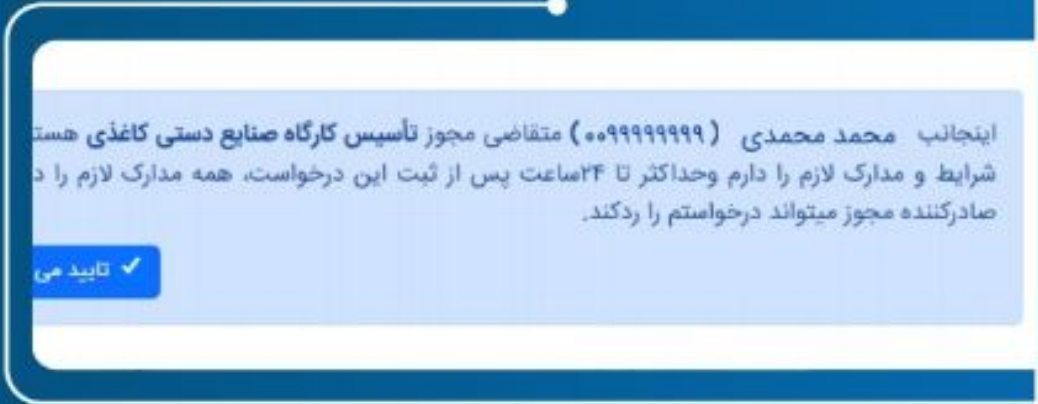 اینجانب محمد محمدی (۰۰۹۹۹۹۹۹۹۹) متقاضی مجوز تأسیس کارگاه صنایع دستی کاغذی هست
شرایط و مدارک لازم را دارم وحداکثر تا ۲۴ساعت پس از ثبت این درخواست، همه مدارک لازم را د
صادرکننده مجوز میتواند درخواستم را ردکند.
تایید می